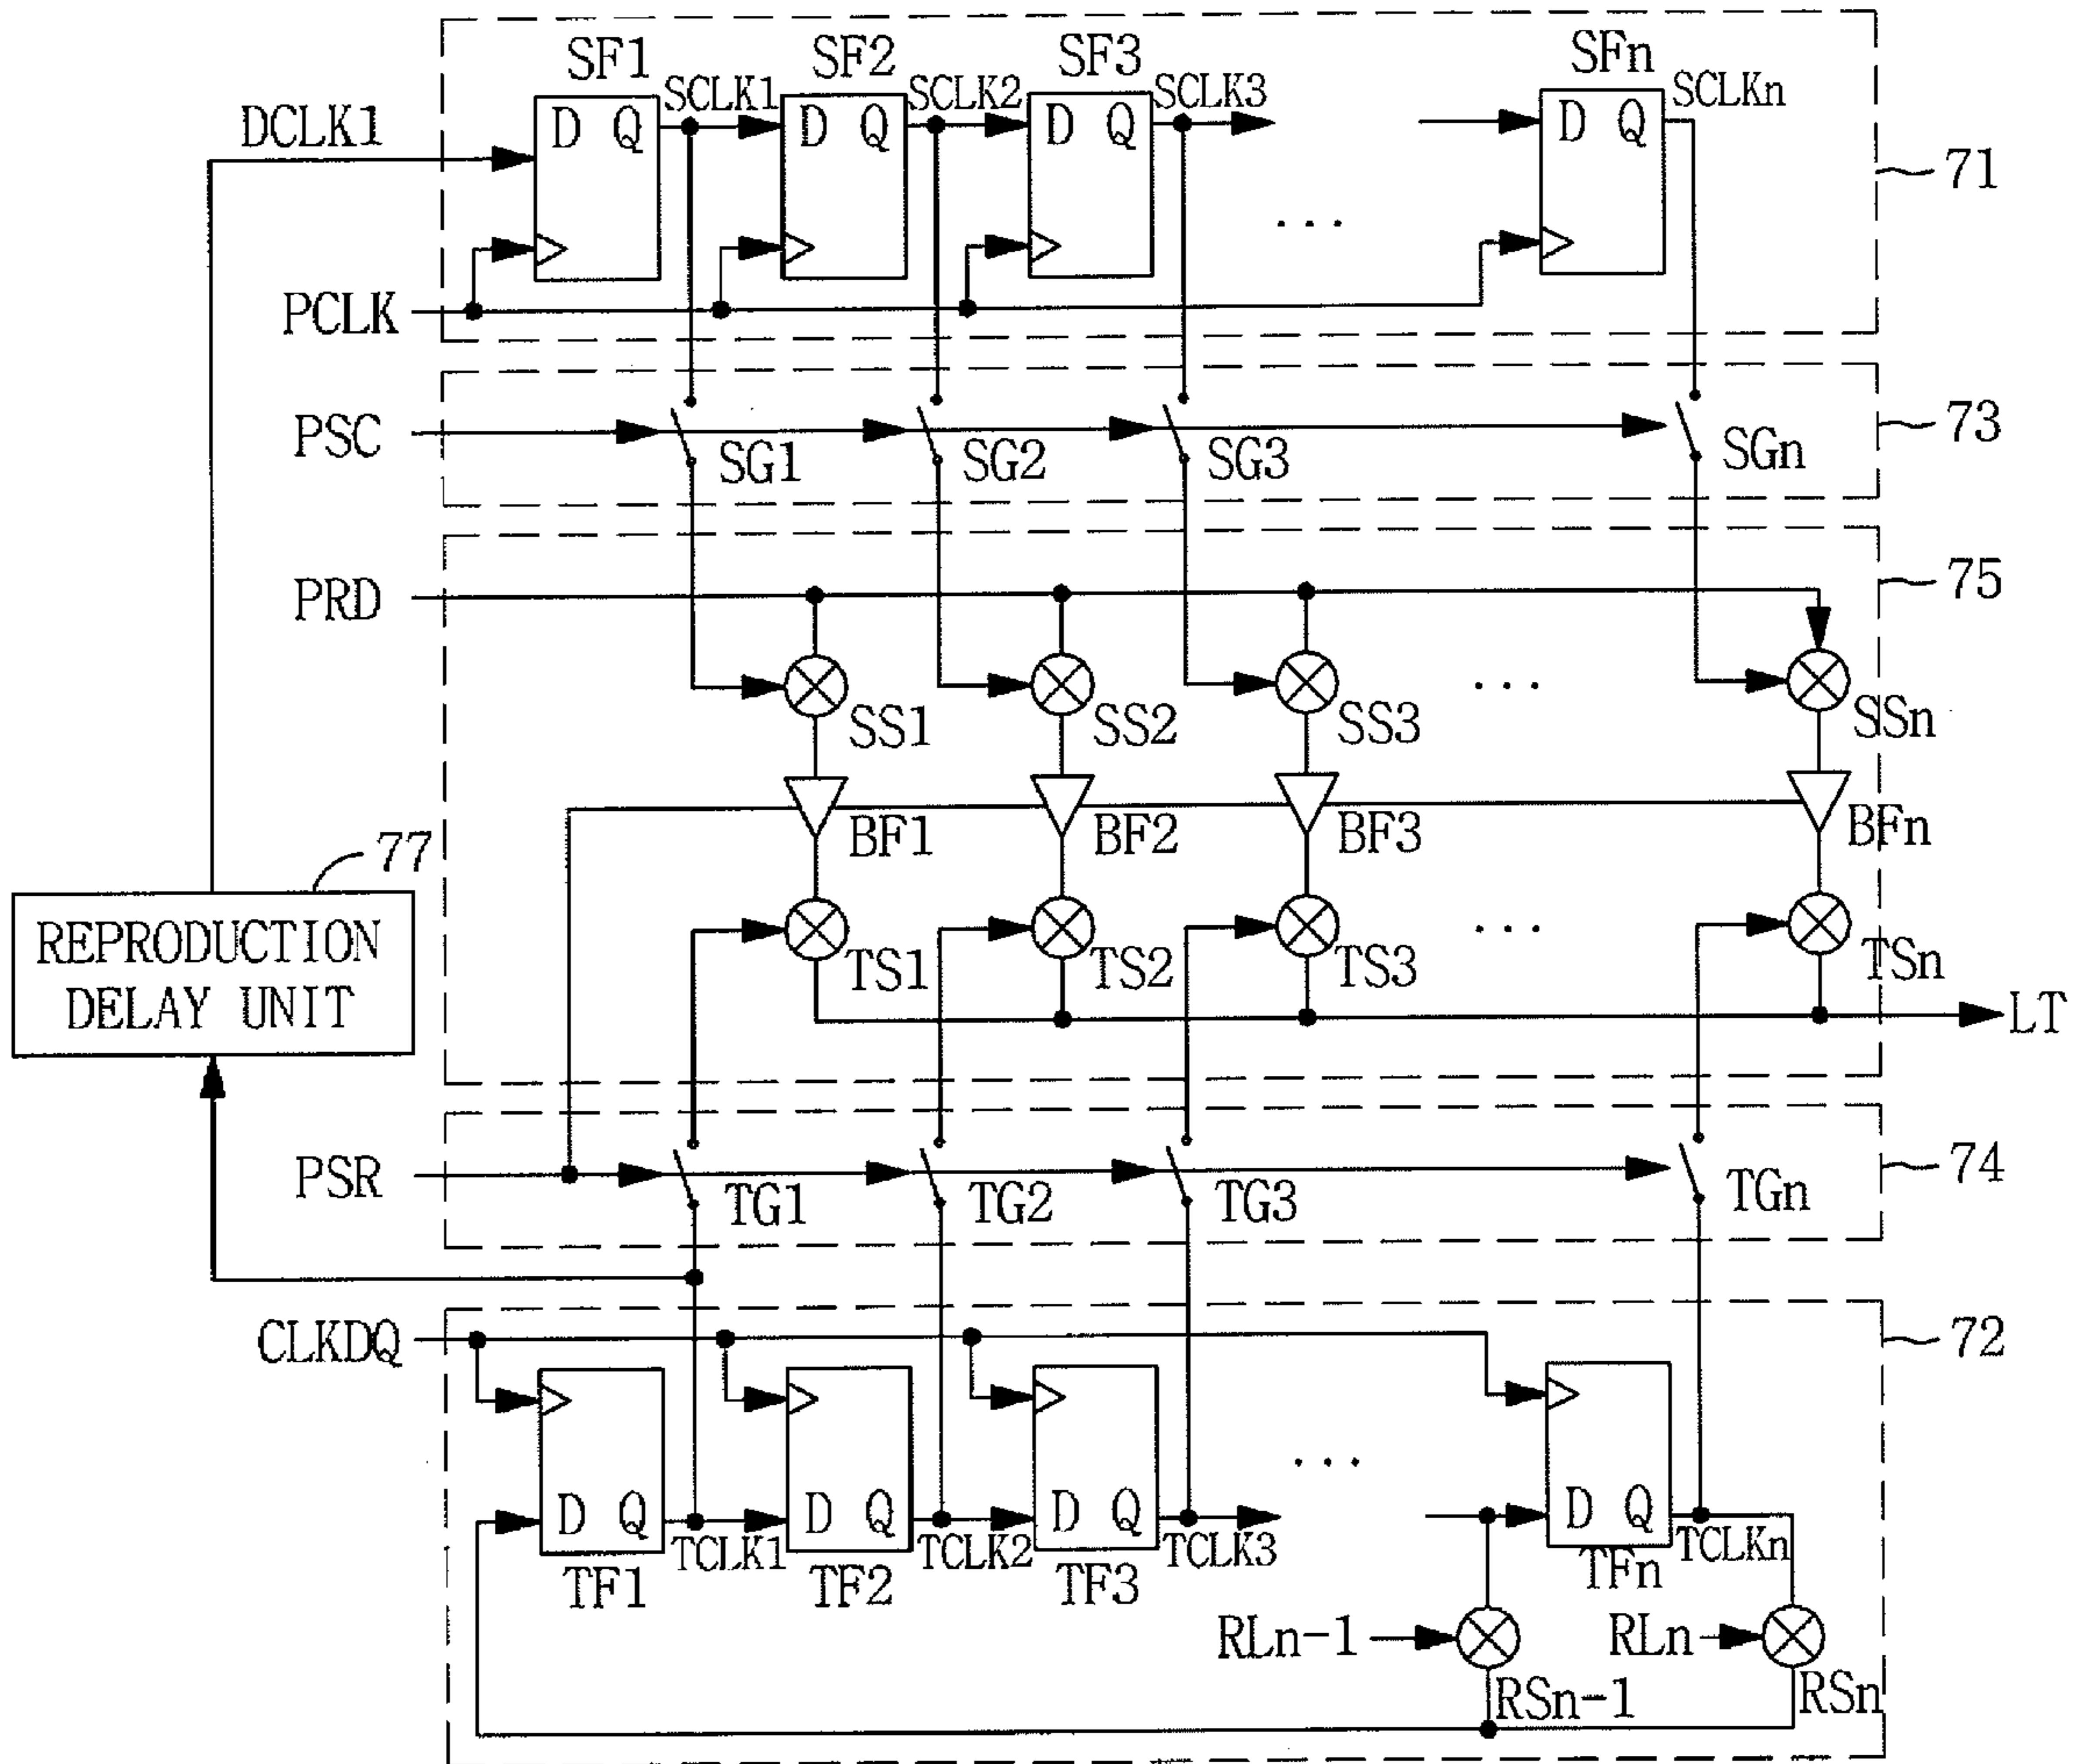 SF1 SF2 SF3 SFn
SCLK1 SCLK2 SCLK3 SCLKn
D Q D Q D Q D Q
DCLK1
71
...
PCLK
PSC
SG1 SG2 SG3 SGn
73
PRD
75
SS1 SS2 SS3 ... SSn
BF1 BF2 BF3 BFn
77
REPRODUCTION
DELAY UNIT
TS1 TS2 TS3 ... TSn
LT
PSR
TG1 TG2 TG3 TGn
74
CLKDQ
72
...
D Q D Q D Q D Q
TCLK1 TCLK2 TCLK3 TCLKn
TF1 TF2 TF3 TFn
RLn-1 RLn
RSn-1 RSn